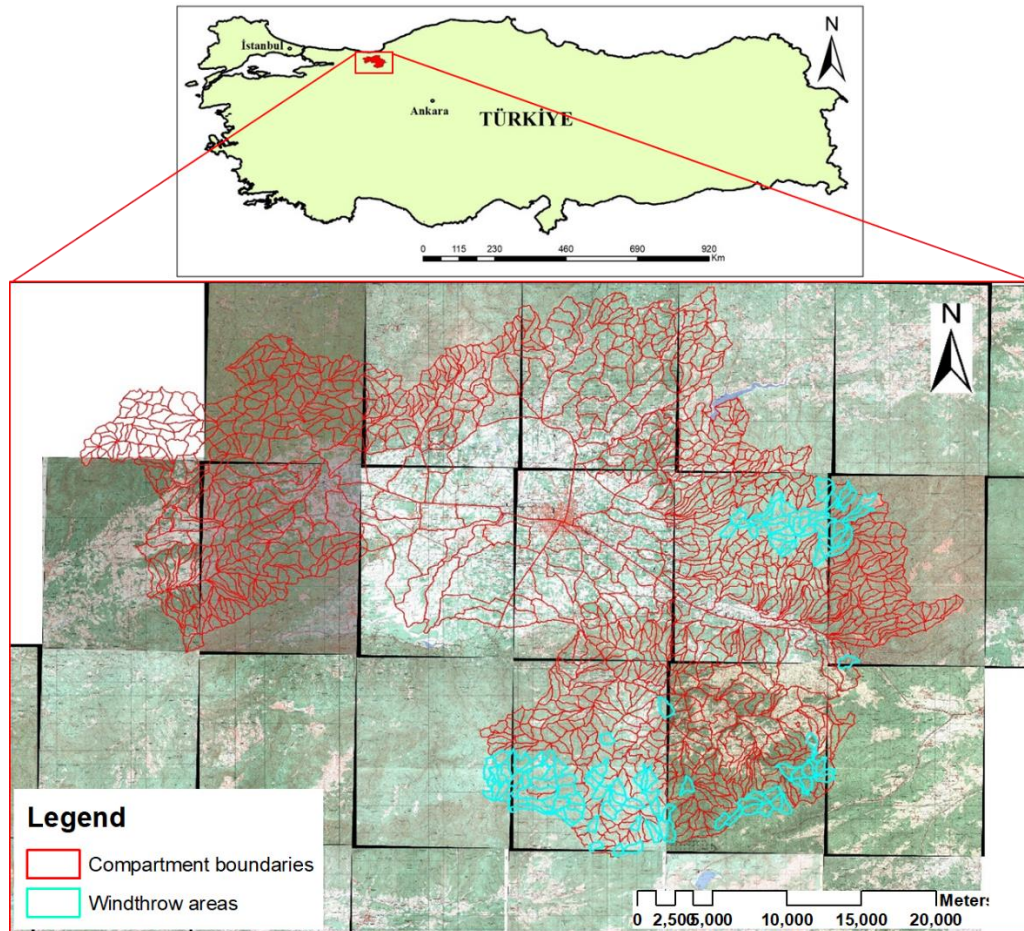 N
İstanbul
Ankara
TÜRKİYE
0 115 230 460 690 920
Km
N
Legend
Compartment boundaries
Windthrow areas
Meters
0 2,500 5,000 10,000 15,000 20,000